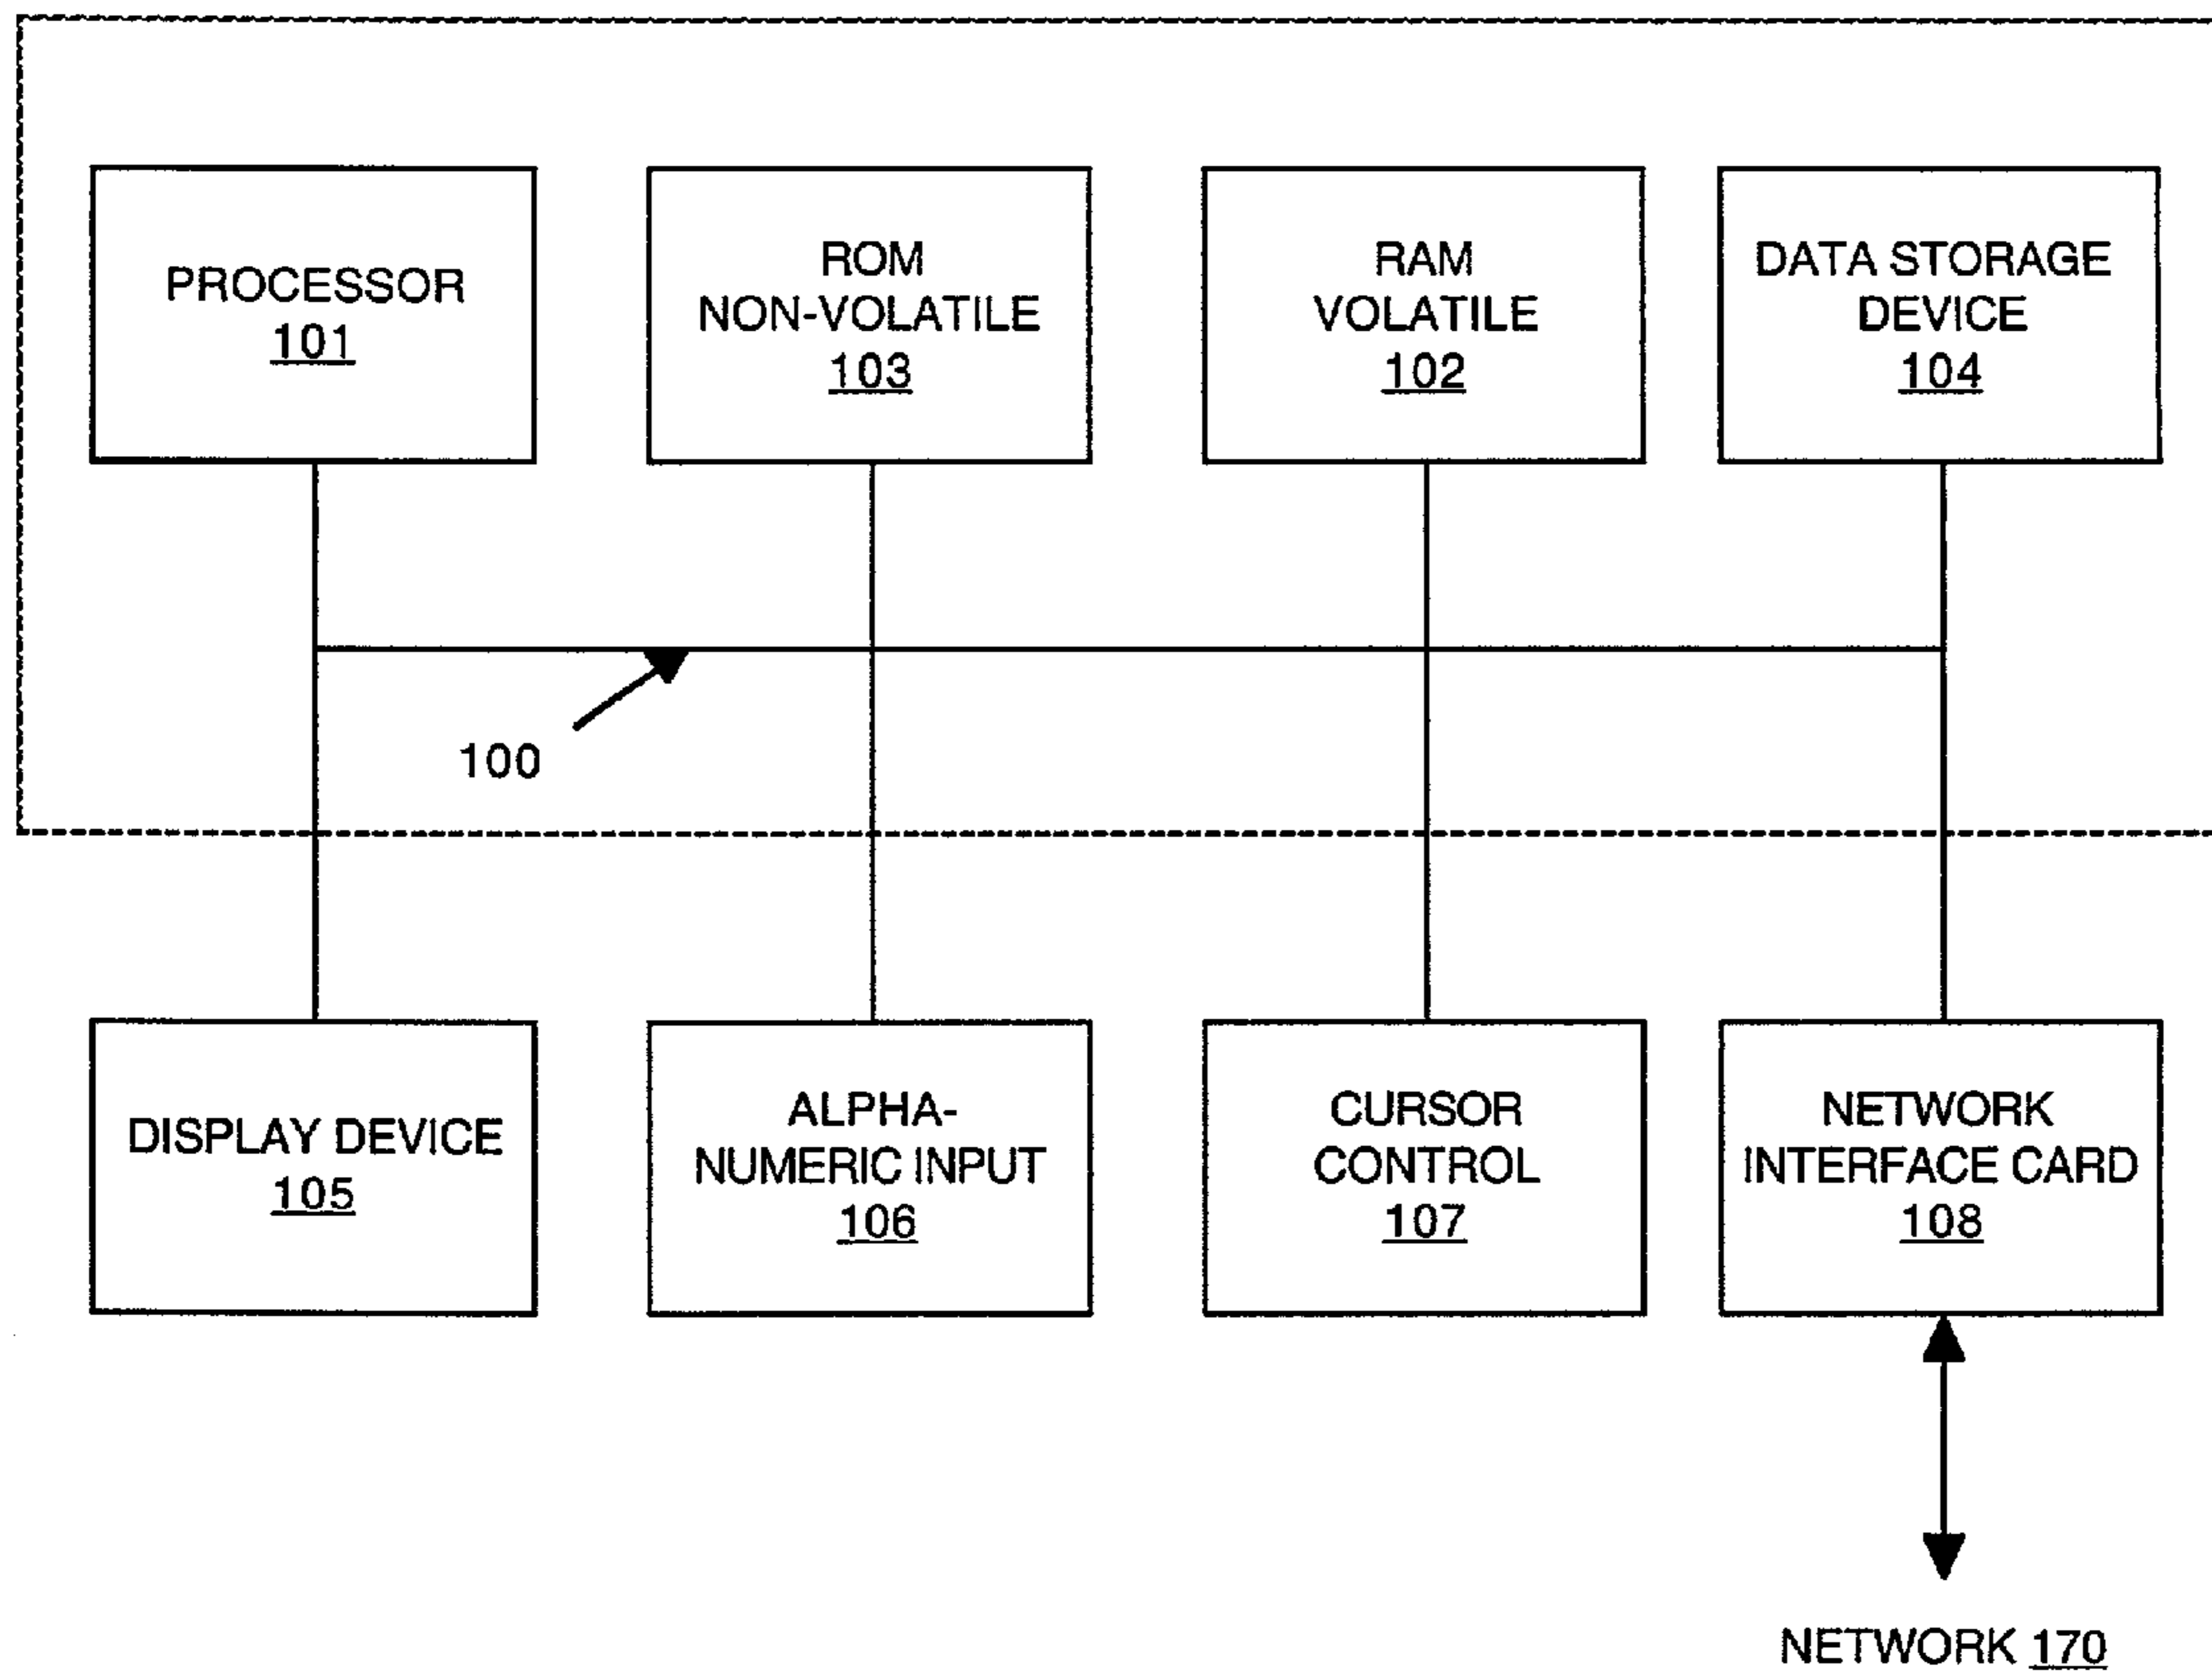 PROCESSOR
101
ROM
NON-VOLATILE
103
RAM
VOLATILE
102
DATA STORAGE
DEVICE
104
100
DISPLAY DEVICE
105
ALPHA-
NUMERIC INPUT
106
CURSOR
CONTROL
107
NETWORK
INTERFACE CARD
108
NETWORK 170